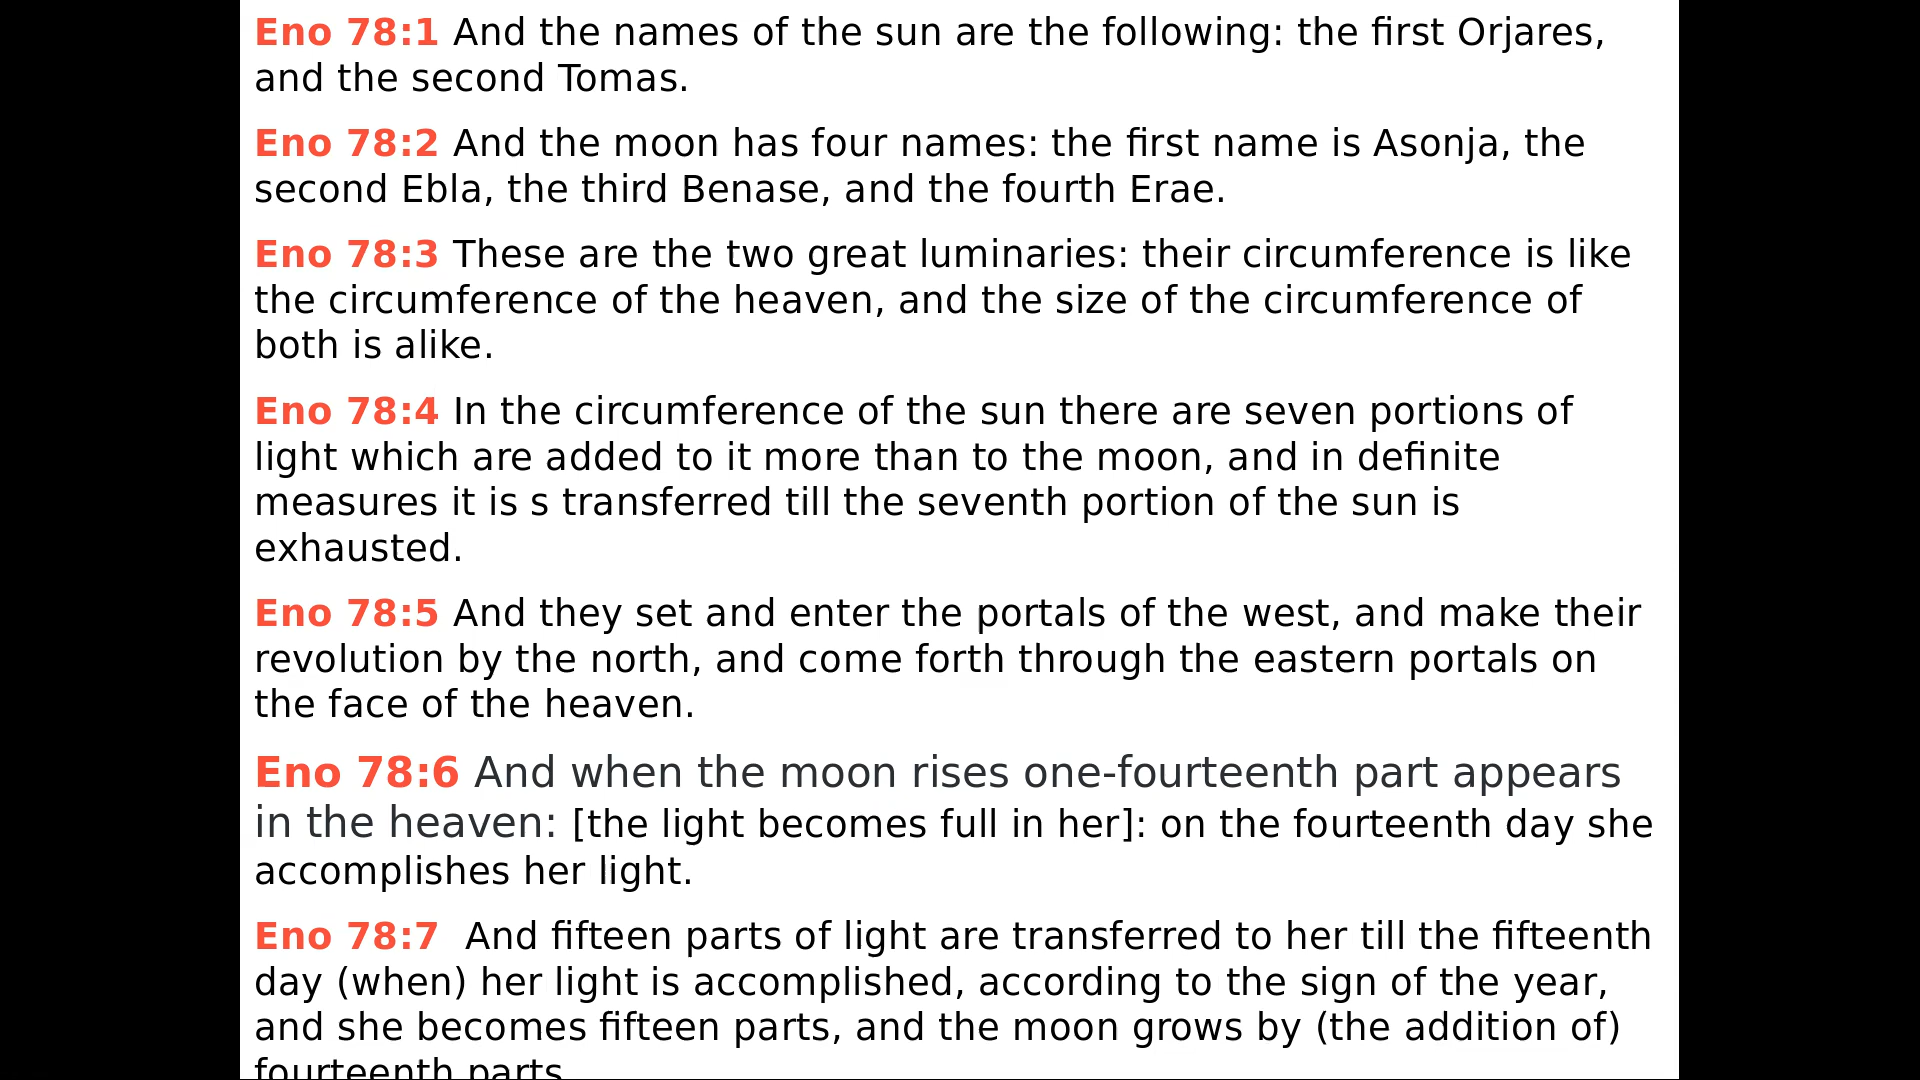 Eno 78:1 And the names of the sun are the following: the first Orjares,
and the second Tomas.
Eno 78:2 And the moon has four names: the first name is Asonja, the
second Ebla, the third Benase, and the fourth Erae.
Eno 78:3 These are the two great luminaries: their circumference is like
the circumference of the heaven, and the size of the circumference of
both is alike.
Eno 78:4 In the circumference of the sun there are seven portions of
light which are added to it more than to the moon, and in definite
measures it is s transferred till the seventh portion of the sun is
exhausted.
Eno 78:5 And they set and enter the portals of the west, and make their
revolution by the north, and come forth through the eastern portals on
the face of the heaven.
Eno 78:6 And when the moon rises one-fourteenth part appears
in the heaven: [the light becomes full in her]: on the fourteenth day she
accomplishes her light.
Eno 78:7 And fifteen parts of light are transferred to her till the fifteenth
day (when) her light is accomplished, according to the sign of the year,
and she becomes fifteen parts, and the moon grows by (the addition of)
fourteenth parts.